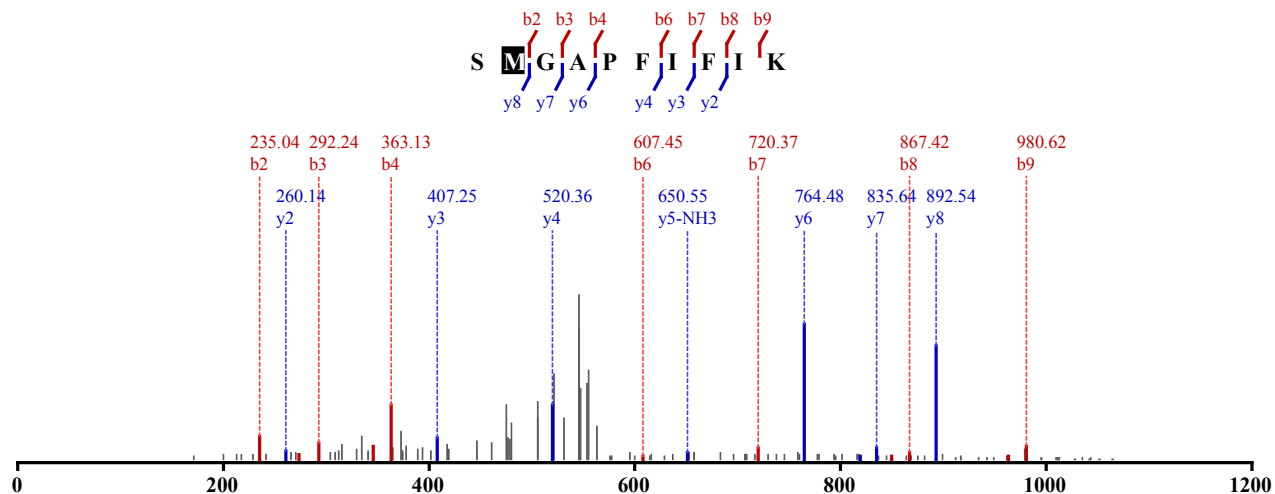 b2 b3 b4 b6 b7 b8 b9
S M G A P F I F I K
y8 y7 y6 y4 y3 y2
235.04 292.24 363.13 607.45 720.37 867.42 980.62
b2 b3 b4 b6 b7 b8 b9
260.14 407.25 520.36 650.55 764.48 835.64 892.54
y2 y3 y4 y5-NH3 y6 y7 y8
0 200 400 600 800 1000 1200